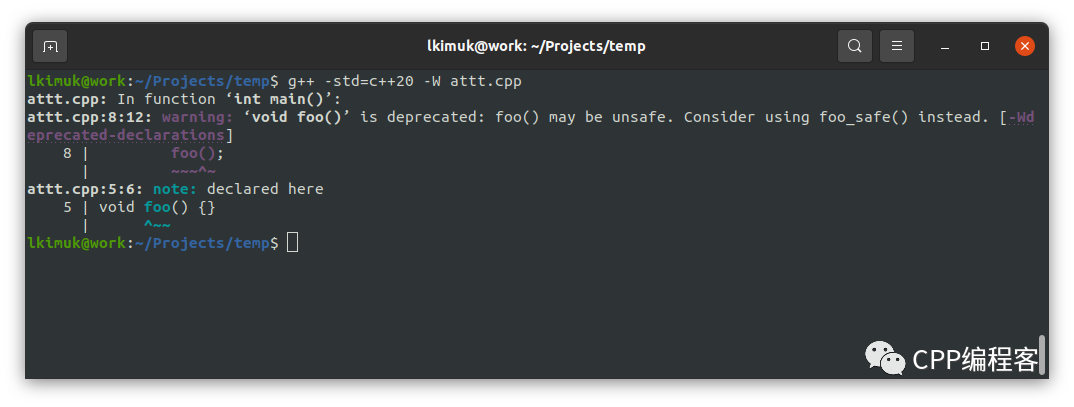 lkimuk@work: ~/Projects/temp
lkimuk@work:~/Projects/temp$ g++ -std=c++20 -W attt.cpp
attt.cpp: In function ‘int main()’:
attt.cpp:8:12: warning: ‘void foo()’ is deprecated: foo() may be unsafe. Consider using foo_safe() instead. [-Wd
eprecated-declarations]
    8 |         foo();
      |         ~~~^~
attt.cpp:5:6: note: declared here
    5 | void foo() {}
      |      ^~~
lkimuk@work:~/Projects/temp$
CPP编程客